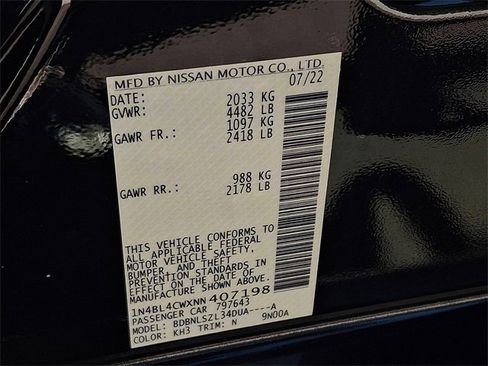 MFD BY NISSAN MOTOR CO., LTD.
07/22
DATE: 2033 KG
GVWR: 4482 LB
1097 KG
GAWR FR.: 2418 LB
988 KG
GAWR RR.: 2178 LB
THIS VEHICLE CONFORMS TO
ALL APPLICABLE FEDERAL
MOTOR VEHICLE SAFETY,
BUMPER, AND THEFT
PREVENTION STANDARDS IN
EFFECT ON THE DATE OF
MANUFACTURE SHOWN ABOVE.
1N4BL4CWXNN 407198
PASSENGER CAR 797643
MODEL: BDBNLSZL34DUA----A
COLOR: KH3 TRIM: N 9N00A